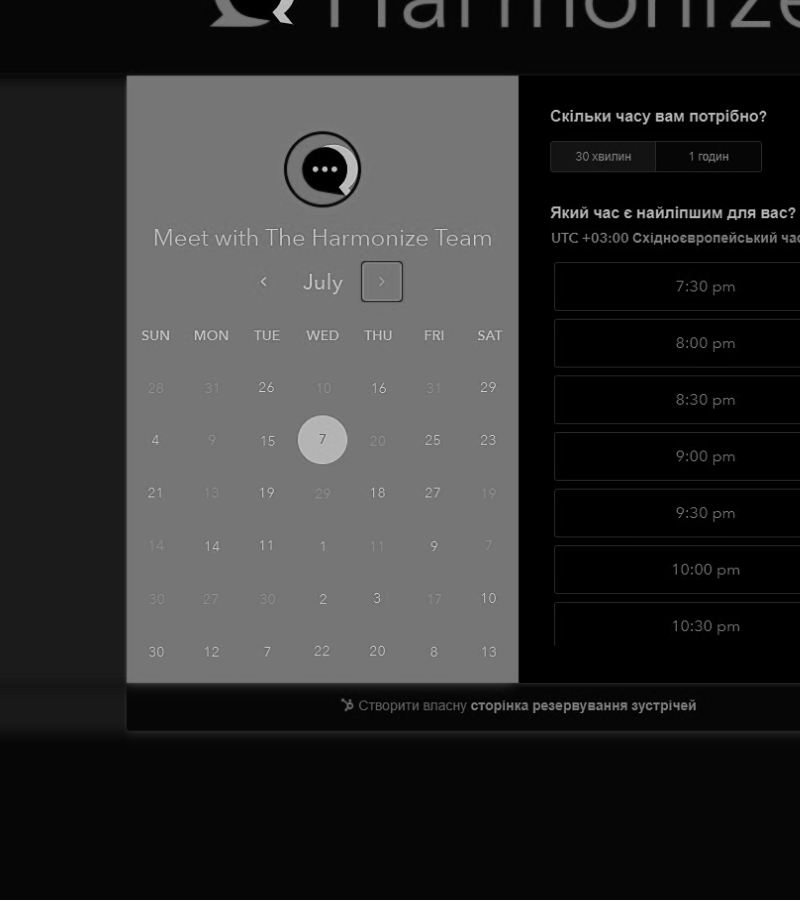 Harmonize
Meet with The Harmonize Team
July
SUN MON TUE WED THU FRI SAT
28 31 26 10 16 31 29
4 9 15 7 20 25 23
21 13 19 29 18 27 19
14 14 11 1 11 9 7
30 27 30 2 3 17 10
30 12 7 22 20 8 13
Скільки часу вам потрібно?
30 хвилин 1 годин
Який час є найліпшим для вас?
UTC +03:00 Східноєвропейський час
7:30 pm
8:00 pm
8:30 pm
9:00 pm
9:30 pm
10:00 pm
10:30 pm
Створити власну сторінка резервування зустрічей